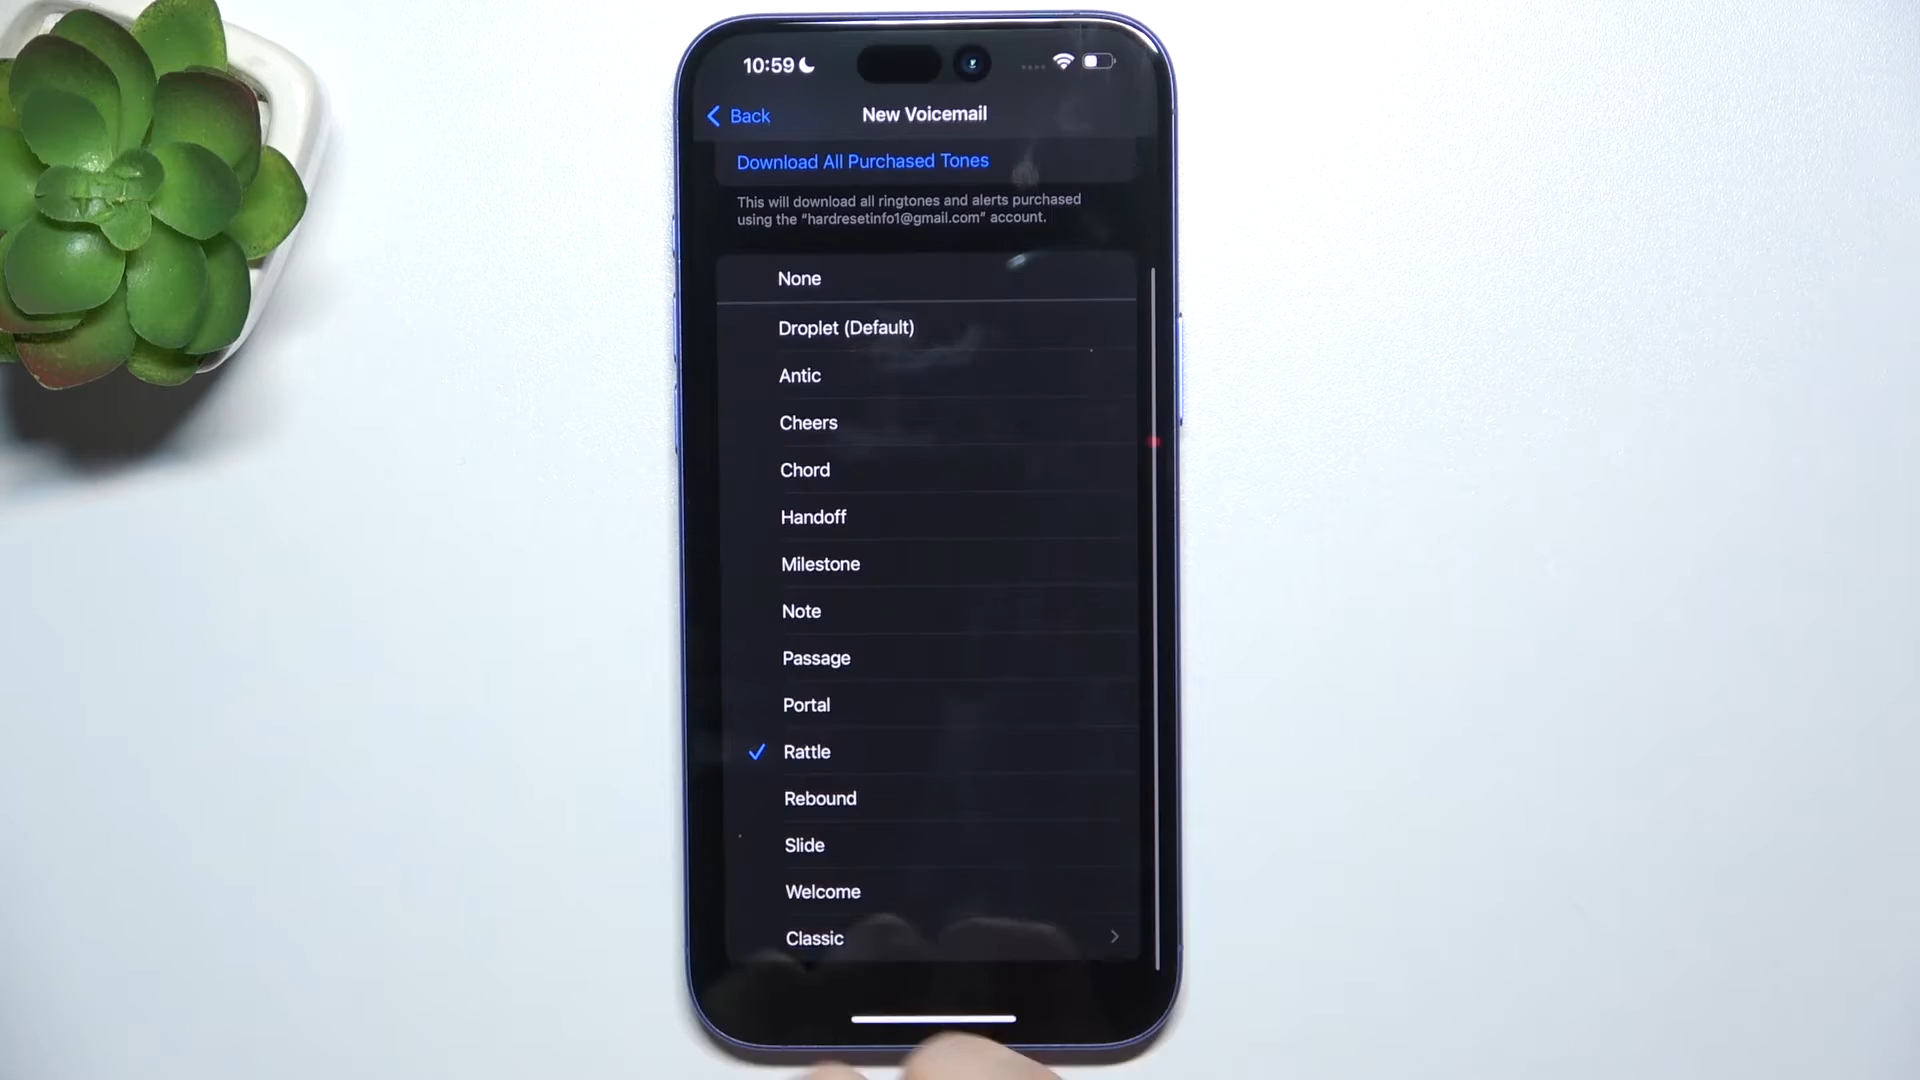 10:59
Back
New Voicemail
Download All Purchased Tones
This will download all ringtones and alerts purchased
using the “hardresetinfo1@gmail.com” account.
None
Droplet (Default)
Antic
Cheers
Chord
Handoff
Milestone
Note
Passage
Portal
Rattle
Rebound
Slide
Welcome
Classic